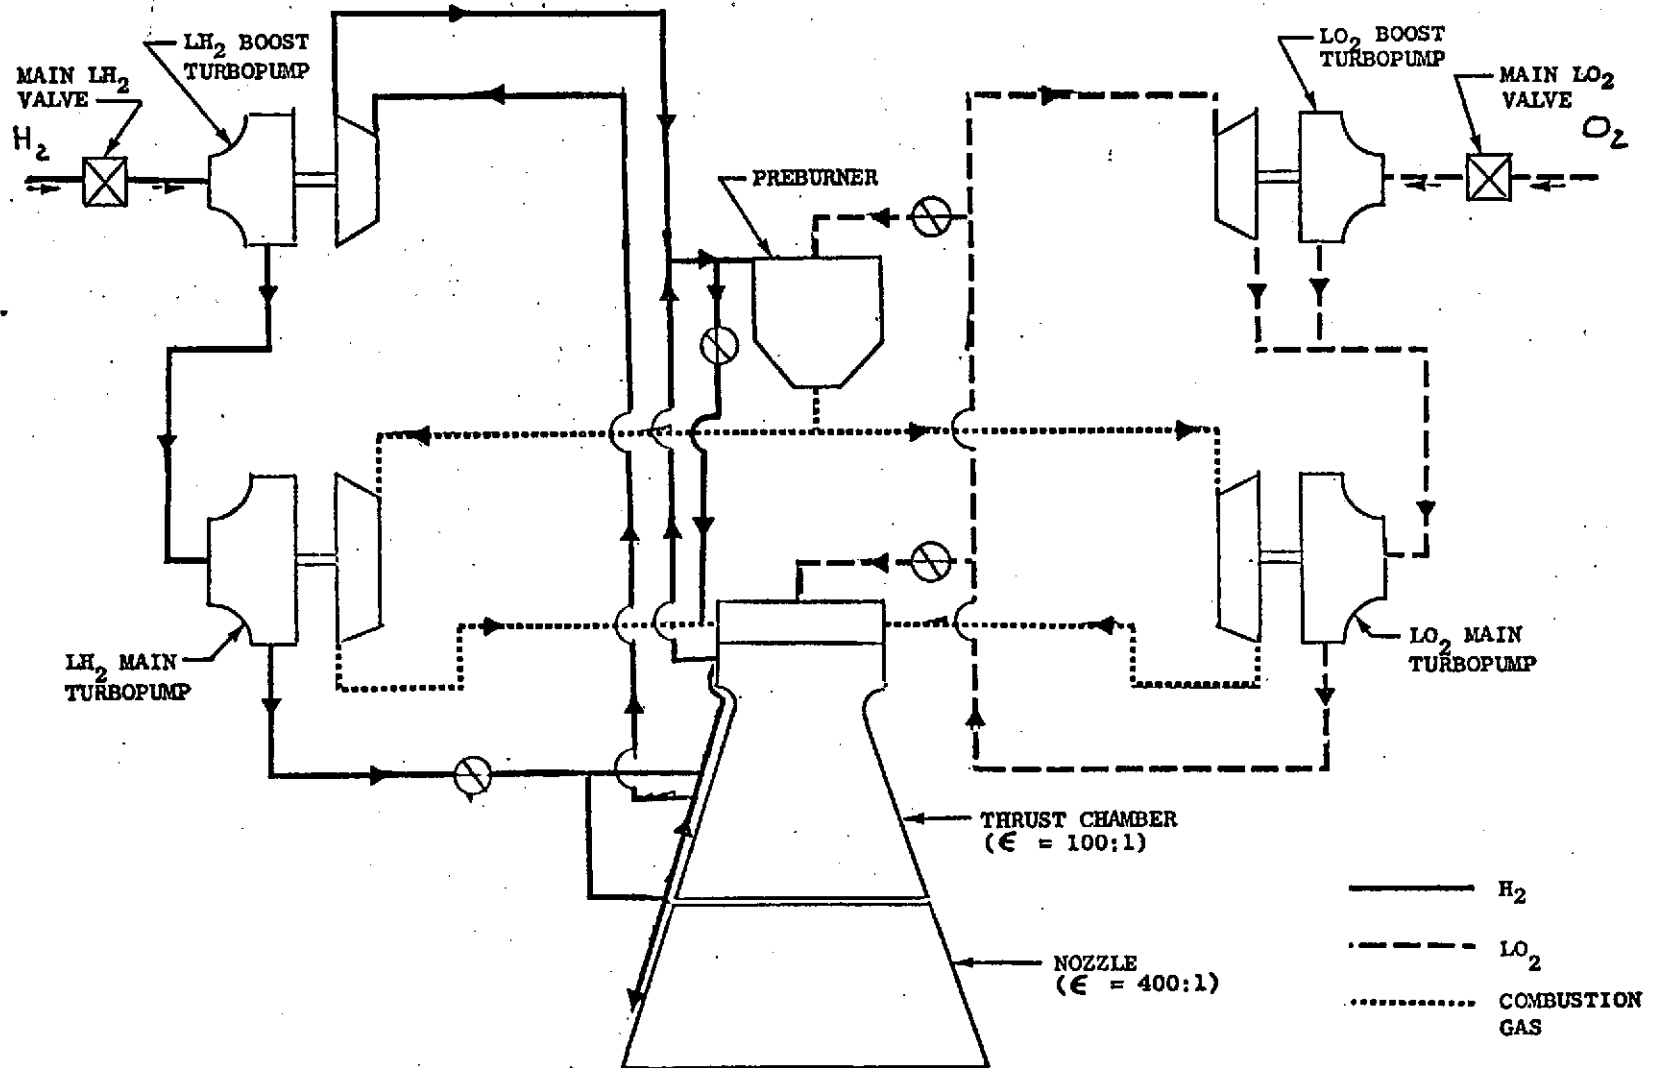 LH₂ BOOST
TURBOPUMP
MAIN LH₂
VALVE
H₂
LO₂ BOOST
TURBOPUMP
MAIN LO₂
VALVE
O₂
PREBURNER
LH₂ MAIN
TURBOPUMP
LO₂ MAIN
TURBOPUMP
THRUST CHAMBER
(ϵ = 100:1)
NOZZLE
(ϵ = 400:1)
H₂
LO₂
COMBUSTION
GAS